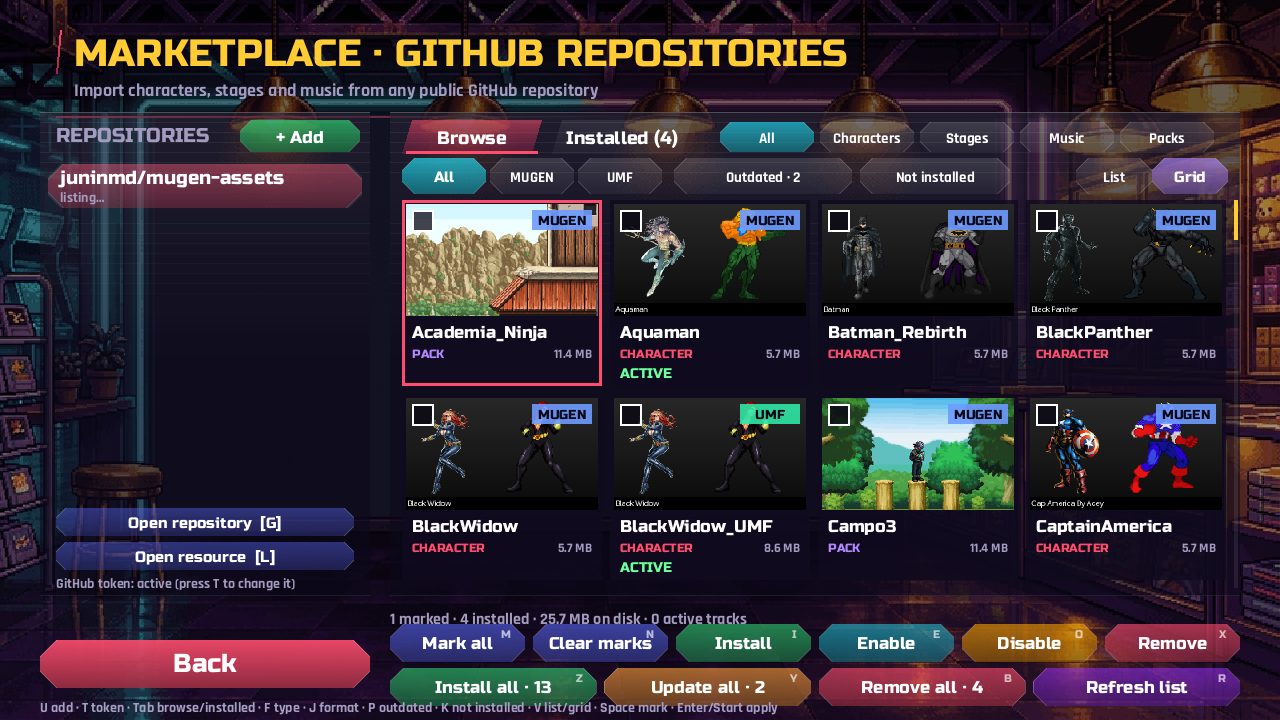 MARKETPLACE · GITHUB REPOSITORIES
Import characters, stages and music from any public GitHub repository
REPOSITORIES
+ Add
juninmd/mugen-assets
listing...
Browse
Installed (4)
All
Characters
Stages
Music
Packs
All
MUGEN
UMF
Outdated · 2
Not installed
List
Grid
MUGEN
Academia_Ninja
PACK 11.4 MB
MUGEN
Aquaman
Aquaman
CHARACTER 5.7 MB
ACTIVE
MUGEN
Batman
Batman_Rebirth
CHARACTER 5.7 MB
MUGEN
Black Panther
BlackPanther
CHARACTER 5.7 MB
MUGEN
Black Widow
BlackWidow
CHARACTER 5.7 MB
UMF
Black Widow
BlackWidow_UMF
CHARACTER 8.6 MB
ACTIVE
MUGEN
Campo3
PACK 11.4 MB
MUGEN
Cap America By Acey
CaptainAmerica
CHARACTER 5.7 MB
Open repository [G]
Open resource [L]
GitHub token: active (press T to change it)
Back
1 marked · 4 installed · 25.7 MB on disk · 0 active tracks
Mark all M
Clear marks N
Install I
Enable E
Disable O
Remove X
Install all · 13 Z
Update all · 2 Y
Remove all · 4 B
Refresh list R
U add · T token · Tab browse/installed · F type · J format · P outdated · K not installed · V list/grid · Space mark · Enter/Start apply